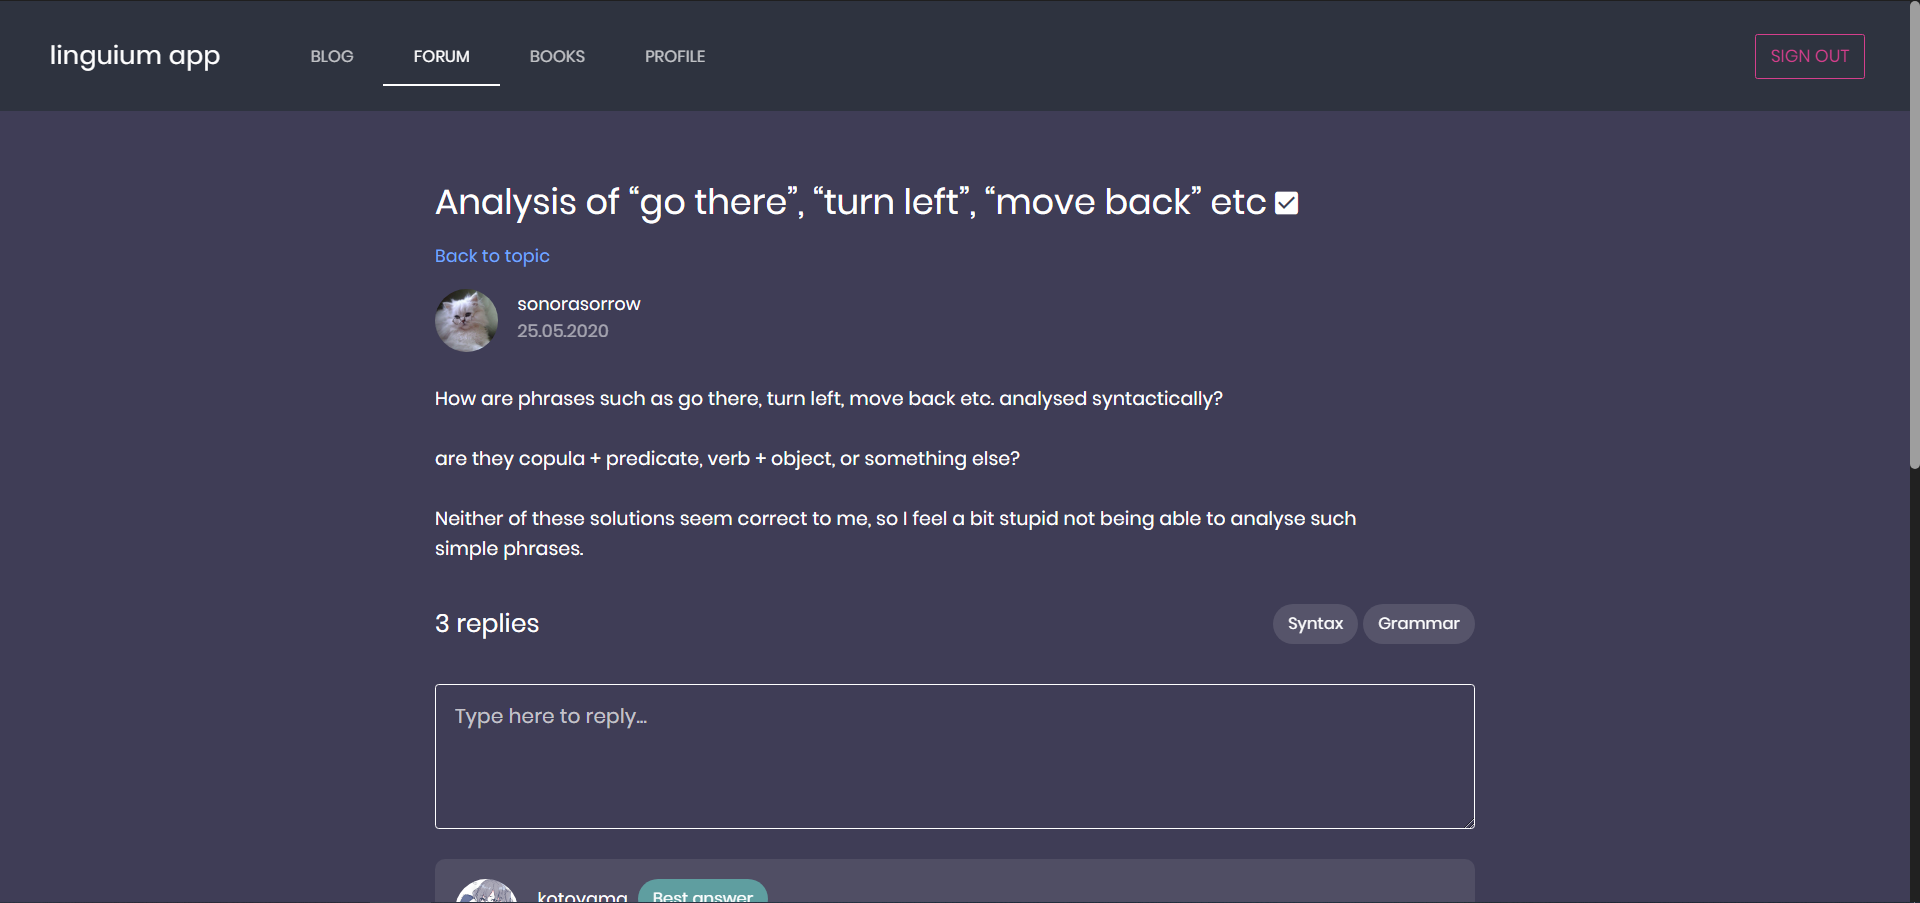 linguium app BLOG FORUM BOOKS PROFILE SIGN OUT
Analysis of “go there”, “turn left”, “move back” etc
Back to topic
sonorasorrow
25.05.2020
How are phrases such as go there, turn left, move back etc. analysed syntactically?
are they copula + predicate, verb + object, or something else?
Neither of these solutions seem correct to me, so I feel a bit stupid not being able to analyse such
simple phrases.
3 replies Syntax Grammar
Type here to reply...
kotoyama Best answer